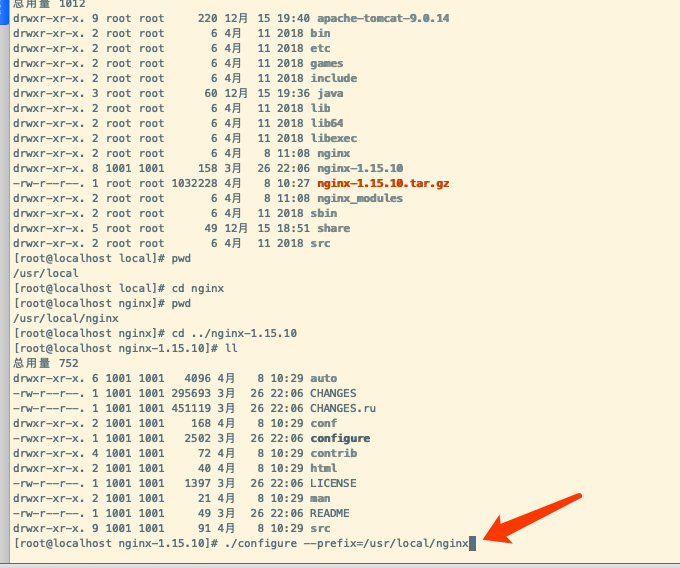 总用量 1012
drwxr-xr-x. 9 root root     220 12月  15 19:40 apache-tomcat-9.0.14
drwxr-xr-x. 2 root root       6 4月   11 2018 bin
drwxr-xr-x. 2 root root       6 4月   11 2018 etc
drwxr-xr-x. 2 root root       6 4月   11 2018 games
drwxr-xr-x. 2 root root       6 4月   11 2018 include
drwxr-xr-x. 3 root root      60 12月  15 19:36 java
drwxr-xr-x. 2 root root       6 4月   11 2018 lib
drwxr-xr-x. 2 root root       6 4月   11 2018 lib64
drwxr-xr-x. 2 root root       6 4月   11 2018 libexec
drwxr-xr-x. 2 root root       6 4月    8 11:08 nginx
drwxr-xr-x. 8 1001 1001     158 3月   26 22:06 nginx-1.15.10
-rw-r--r--. 1 root root 1032228 4月    8 10:27 nginx-1.15.10.tar.gz
drwxr-xr-x. 2 root root       6 4月    8 11:08 nginx_modules
drwxr-xr-x. 2 root root       6 4月   11 2018 sbin
drwxr-xr-x. 5 root root      49 12月  15 18:51 share
drwxr-xr-x. 2 root root       6 4月   11 2018 src
[root@localhost local]# pwd
/usr/local
[root@localhost local]# cd nginx
[root@localhost nginx]# pwd
/usr/local/nginx
[root@localhost nginx]# cd ../nginx-1.15.10
[root@localhost nginx-1.15.10]# ll
总用量 752
drwxr-xr-x. 6 1001 1001   4096 4月    8 10:29 auto
-rw-r--r--. 1 1001 1001 295693 3月   26 22:06 CHANGES
-rw-r--r--. 1 1001 1001 451119 3月   26 22:06 CHANGES.ru
drwxr-xr-x. 2 1001 1001    168 4月    8 10:29 conf
-rwxr-xr-x. 1 1001 1001   2502 3月   26 22:06 configure
drwxr-xr-x. 4 1001 1001     72 4月    8 10:29 contrib
drwxr-xr-x. 2 1001 1001     40 4月    8 10:29 html
-rw-r--r--. 1 1001 1001   1397 3月   26 22:06 LICENSE
drwxr-xr-x. 2 1001 1001     21 4月    8 10:29 man
-rw-r--r--. 1 1001 1001     49 3月   26 22:06 README
drwxr-xr-x. 9 1001 1001     91 4月    8 10:29 src
[root@localhost nginx-1.15.10]# ./configure --prefix=/usr/local/nginx